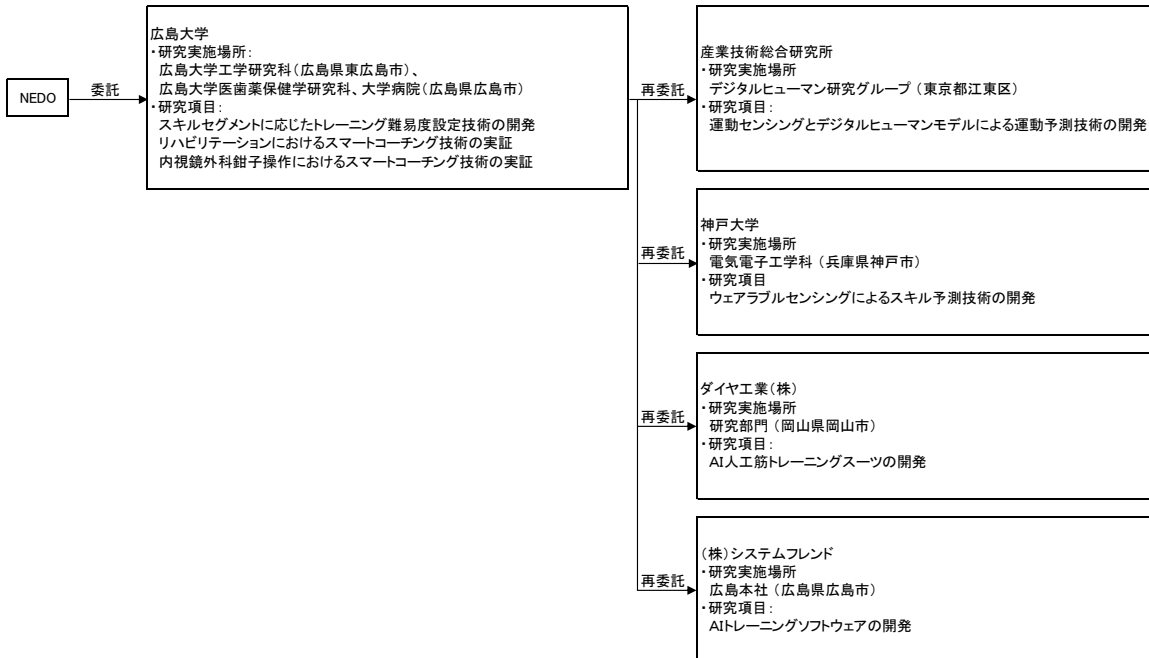 NEDO
委託
広島大学
・研究実施場所：
広島大学工学研究科（広島県東広島市）、
広島大学医歯薬保健学研究科、大学病院（広島県広島市）
・研究項目：
スキルセグメントに応じたトレーニング難易度設定技術の開発
リハビリテーションにおけるスマートコーチング技術の実証
内視鏡外科鉗子操作におけるスマートコーチング技術の実証
再委託
産業技術総合研究所
・研究実施場所
デジタルヒューマン研究グループ（東京都江東区）
・研究項目：
運動センシングとデジタルヒューマンモデルによる運動予測技術の開発
再委託
神戸大学
・研究実施場所
電気電子工学科（兵庫県神戸市）
・研究項目
ウェアラブルセンシングによるスキル予測技術の開発
再委託
ダイヤ工業（株）
・研究実施場所
研究部門（岡山県岡山市）
・研究項目：
AI人工筋トレーニングスーツの開発
再委託
（株）システムフレンド
・研究実施場所
広島本社（広島県広島市）
・研究項目：
AIトレーニングソフトウェアの開発